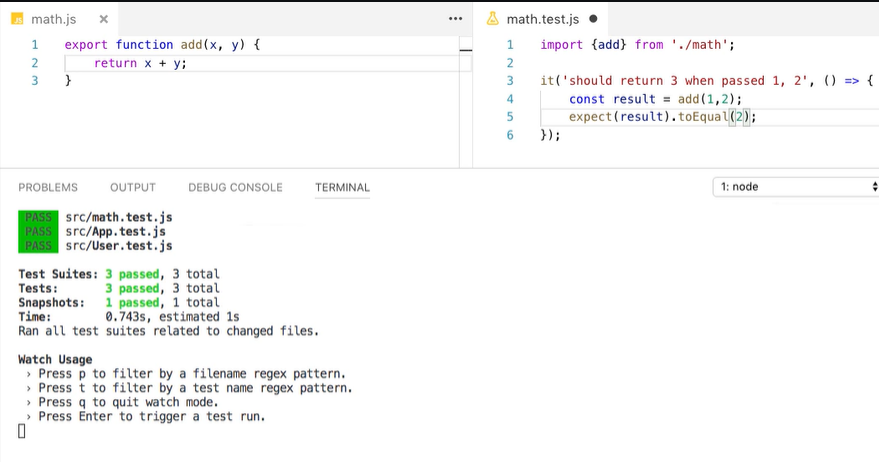 JS math.js ×
...
1 export function add(x, y) {
2 return x + y;
3 }
math.test.js ●
1 import {add} from './math';
2
3 it('should return 3 when passed 1, 2', () => {
4 const result = add(1,2);
5 expect(result).toEqual(2);
6 });
PROBLEMS OUTPUT DEBUG CONSOLE TERMINAL 1: node
PASS src/math.test.js
PASS src/App.test.js
PASS src/User.test.js
Test Suites: 3 passed, 3 total
Tests: 3 passed, 3 total
Snapshots: 1 passed, 1 total
Time: 0.743s, estimated 1s
Ran all test suites related to changed files.
Watch Usage
› Press p to filter by a filename regex pattern.
› Press t to filter by a test name regex pattern.
› Press q to quit watch mode.
› Press Enter to trigger a test run.